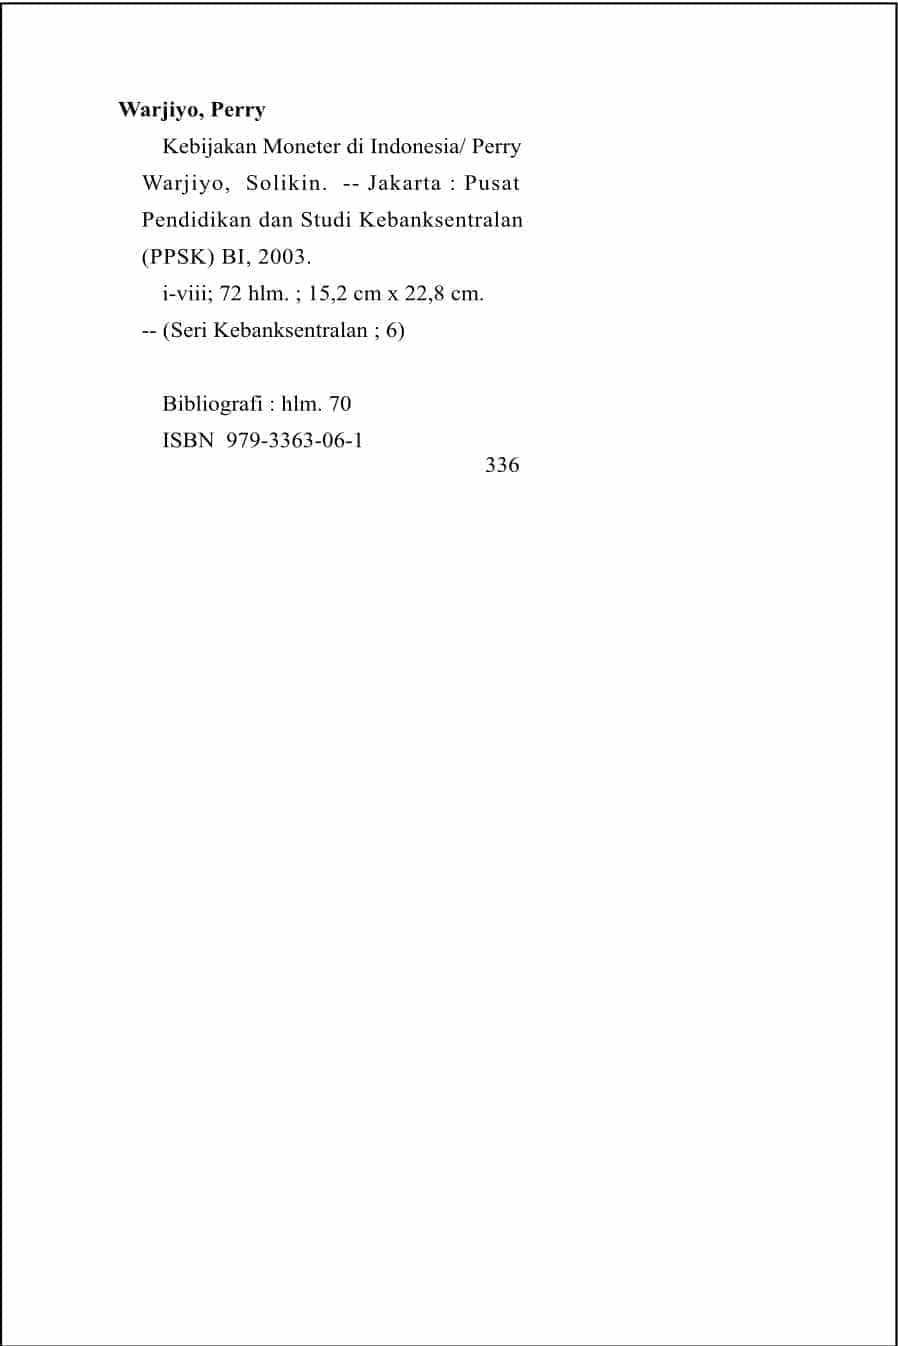 Warjiyo, Perry
Kebijakan Moneter di Indonesia/ Perry
Warjiyo, Solikin. -- Jakarta : Pusat
Pendidikan dan Studi Kebanksentralan
(PPSK) BI, 2003.
i-viii; 72 hlm. ; 15,2 cm x 22,8 cm.
-- (Seri Kebanksentralan ; 6)
Bibliografi : hlm. 70
ISBN 979-3363-06-1
336